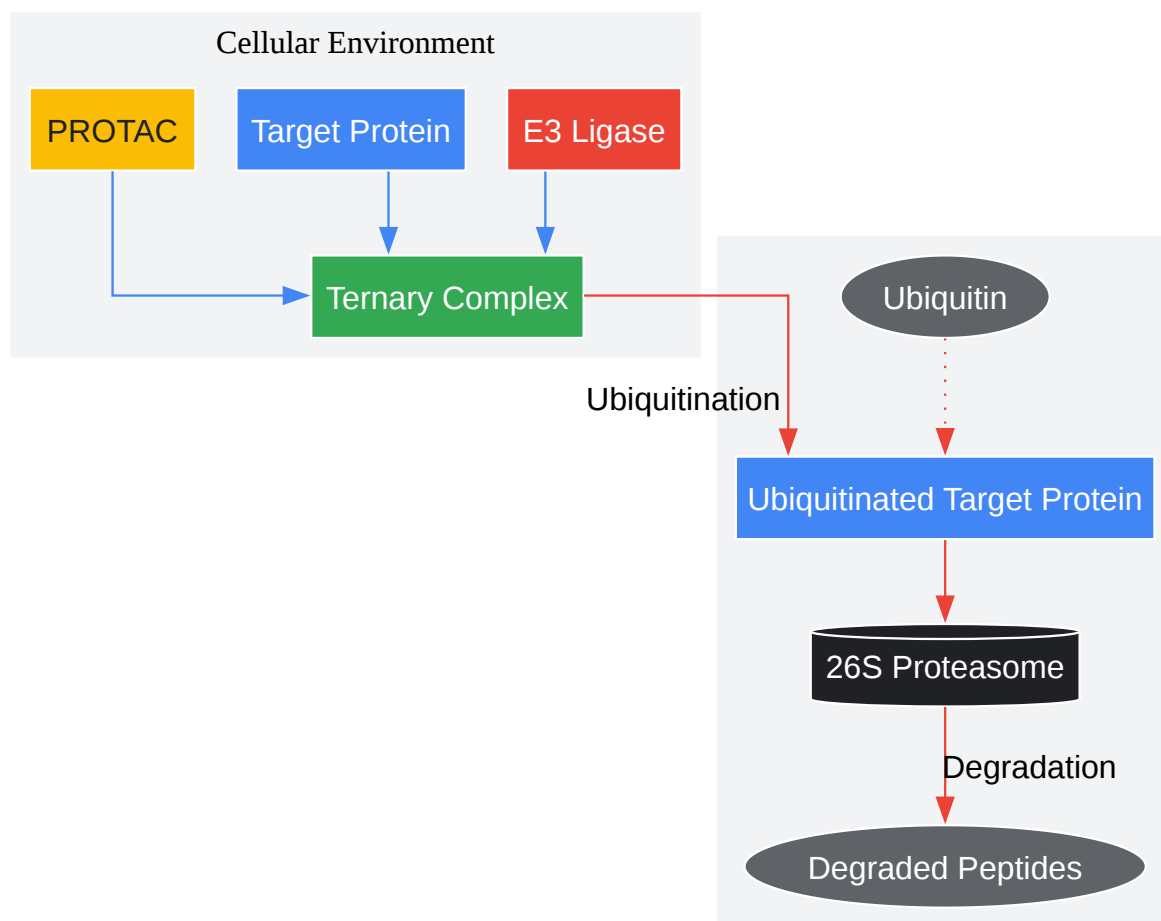 Cellular Environment
PROTAC
Target Protein
E3 Ligase
Ternary Complex
Ubiquitin
Ubiquitination
Ubiquitinated Target Protein
26S Proteasome
Degradation
Degraded Peptides